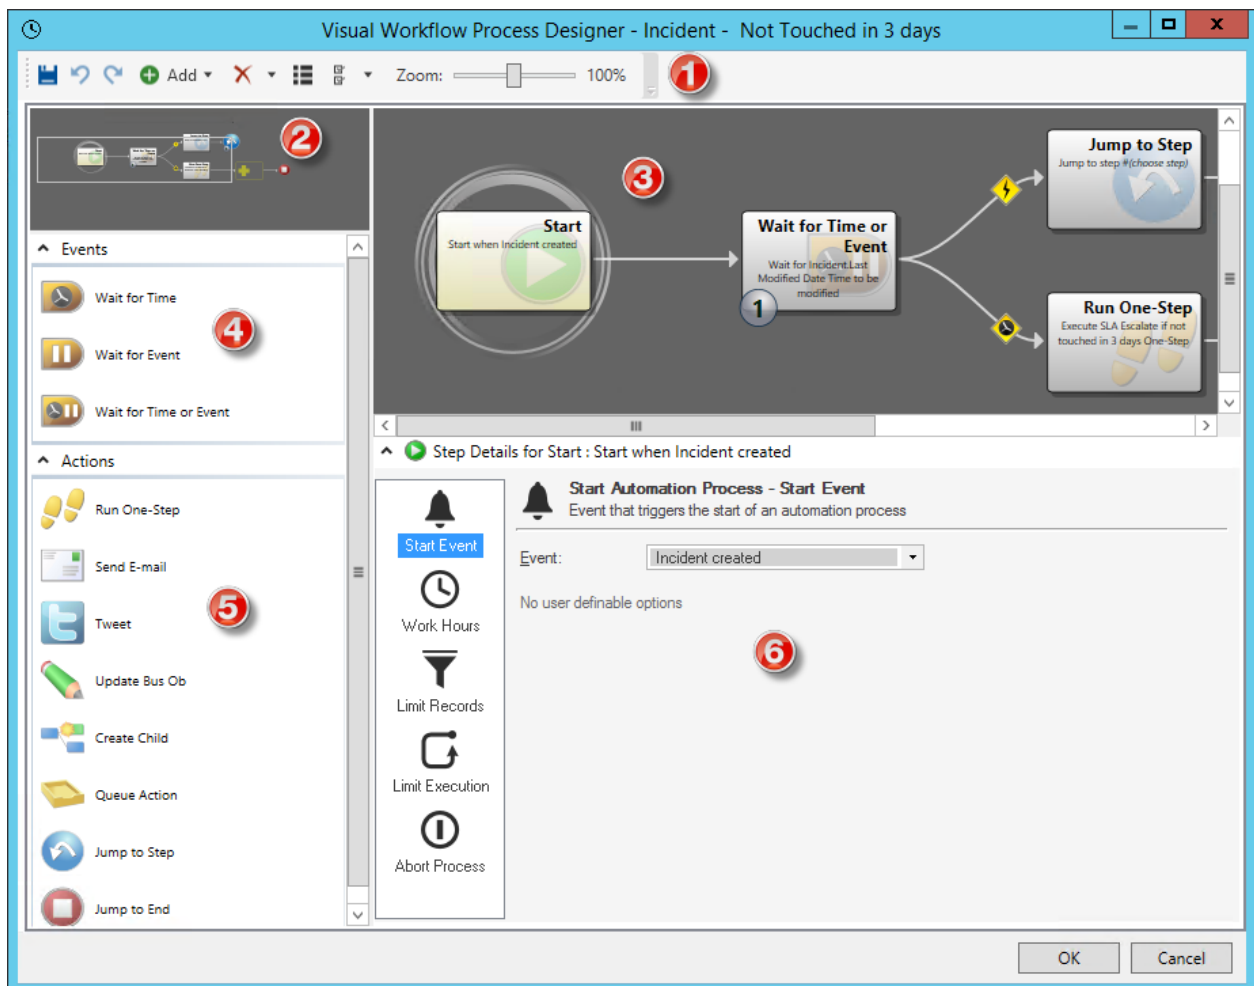 Visual Workflow Process Designer - Incident -  Not Touched in 3 days
Add
Zoom:
100%
1
2
3
Start
Start when Incident created
Wait for Time or
Event
Wait for Incident.Last
Modified Date Time to be
modified
1
Jump to Step
Jump to step #(choose step)
Run One-Step
Execute SLA Escalate if not
touched in 3 days One-Step
Events
Wait for Time
4
Wait for Event
Wait for Time or Event
Actions
Run One-Step
Send E-mail
Tweet
5
Update Bus Ob
Create Child
Queue Action
Jump to Step
Jump to End
Step Details for Start : Start when Incident created
Start Event
Work Hours
Limit Records
Limit Execution
Abort Process
Start Automation Process - Start Event
Event that triggers the start of an automation process
Event:
Incident created
No user definable options
6
OK
Cancel